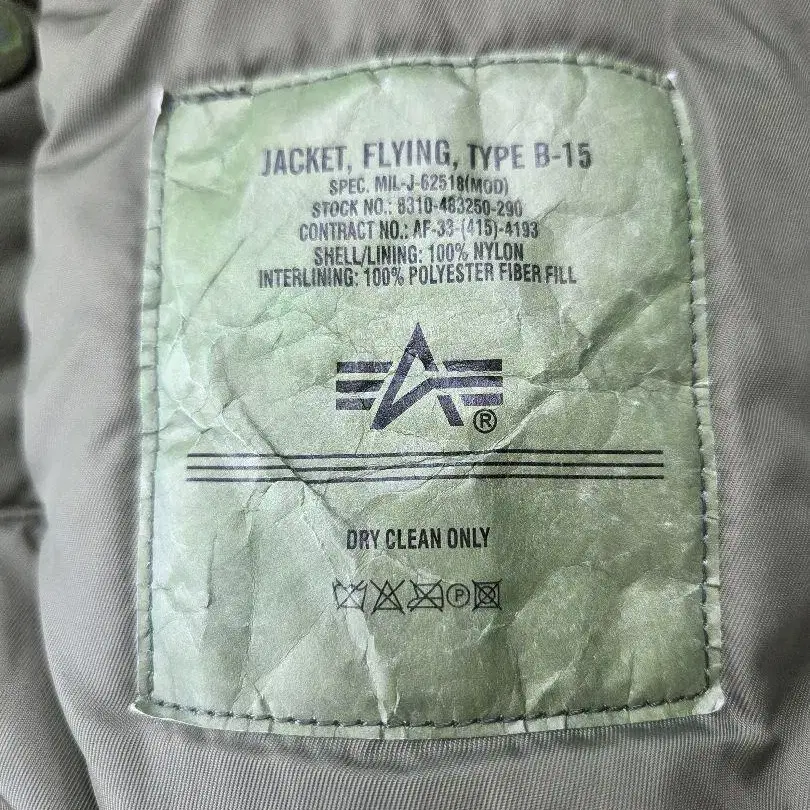 JACKET, FLYING, TYPE B-15
SPEC. MIL-J-62518(MOD)
STOCK NO.: 8310-483250-290
CONTRACT NO.: AF-33-(415)-4193
SHELL/LINING: 100% NYLON
INTERLINING: 100% POLYESTER FIBER FILL
®
DRY CLEAN ONLY
P